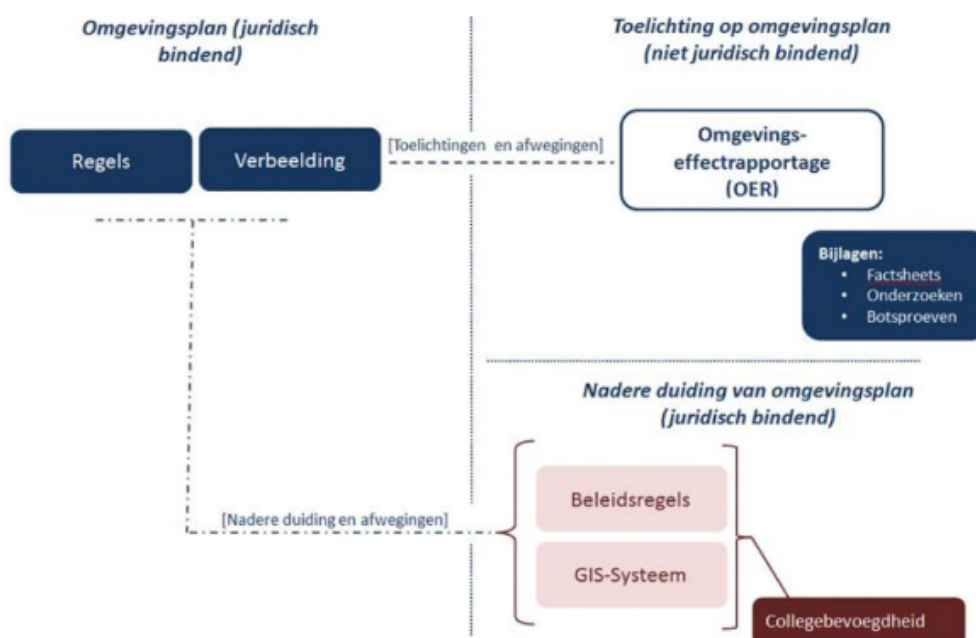 Omgevingsplan (juridisch
bindend)
Toelichting op omgevingsplan
(niet juridisch bindend)
Regels
Verbeelding
[Toelichtingen en afwegingen]
Omgevings-
effectrapportage
(OER)
Bijlagen:
• Factsheets
• Onderzoeken
• Botsproeven
Nadere duiding van omgevingsplan
(juridisch bindend)
[Nadere duiding en afwegingen]
Beleidsregels
GIS-Systeem
Collegebevoegdheid